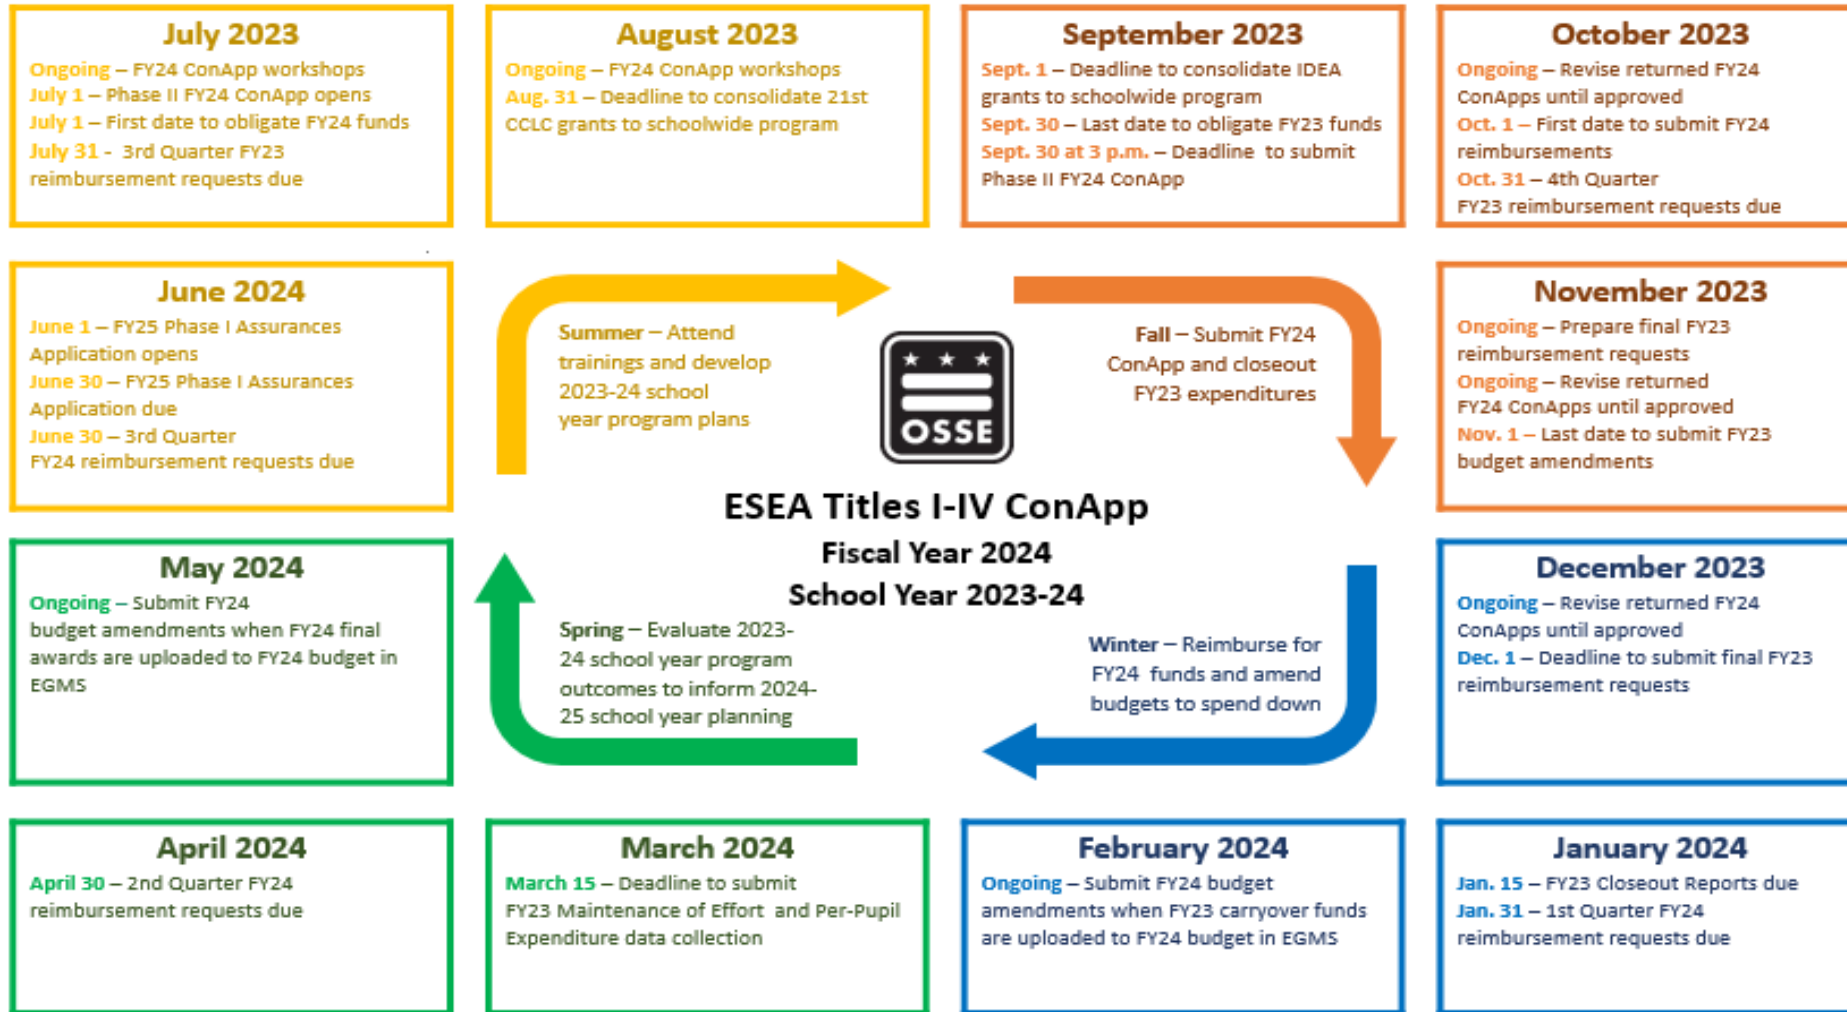 July 2023
Ongoing – FY24 ConApp workshops
July 1 – Phase II FY24 ConApp opens
July 1 – First date to obligate FY24 funds
July 31 - 3rd Quarter FY23
reimbursement requests due
August 2023
Ongoing – FY24 ConApp workshops
Aug. 31 – Deadline to consolidate 21st
CCLC grants to schoolwide program
September 2023
Sept. 1 – Deadline to consolidate IDEA
grants to schoolwide program
Sept. 30 – Last date to obligate FY23 funds
Sept. 30 at 3 p.m. – Deadline to submit
Phase II FY24 ConApp
October 2023
Ongoing – Revise returned FY24
ConApps until approved
Oct. 1 – First date to submit FY24
reimbursements
Oct. 31 – 4th Quarter
FY23 reimbursement requests due
June 2024
June 1 – FY25 Phase I Assurances
Application opens
June 30 – FY25 Phase I Assurances
Application due
June 30 – 3rd Quarter
FY24 reimbursement requests due
Summer – Attend
trainings and develop
2023-24 school
year program plans
OSSE
Fall – Submit FY24
ConApp and closeout
FY23 expenditures
November 2023
Ongoing – Prepare final FY23
reimbursement requests
Ongoing – Revise returned
FY24 ConApps until approved
Nov. 1 – Last date to submit FY23
budget amendments
ESEA Titles I-IV ConApp
Fiscal Year 2024
School Year 2023-24
May 2024
Ongoing – Submit FY24
budget amendments when FY24 final
awards are uploaded to FY24 budget in
EGMS
Spring – Evaluate 2023-
24 school year program
outcomes to inform 2024-
25 school year planning
Winter – Reimburse for
FY24 funds and amend
budgets to spend down
December 2023
Ongoing – Revise returned FY24
ConApps until approved
Dec. 1 – Deadline to submit final FY23
reimbursement requests
April 2024
April 30 – 2nd Quarter FY24
reimbursement requests due
March 2024
March 15 – Deadline to submit
FY23 Maintenance of Effort and Per-Pupil
Expenditure data collection
February 2024
Ongoing – Submit FY24 budget
amendments when FY23 carryover funds
are uploaded to FY24 budget in EGMS
January 2024
Jan. 15 – FY23 Closeout Reports due
Jan. 31 – 1st Quarter FY24
reimbursement requests due